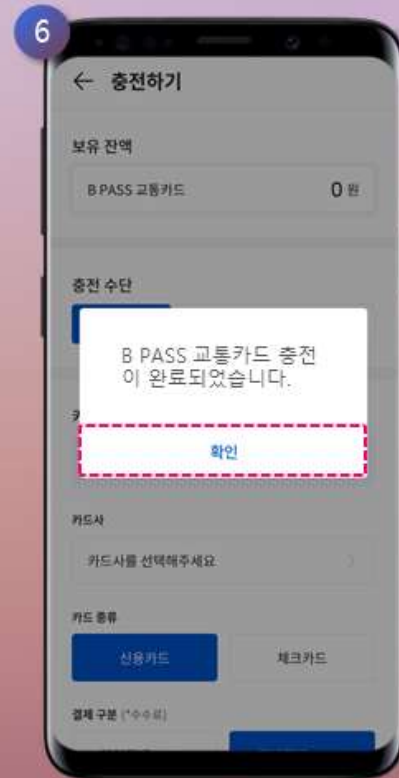 6
← 충전하기
보유 잔액
B PASS 교통카드 0 원
충전 수단
B PASS 교통카드 충전
이 완료되었습니다.
확인
카드사
카드사를 선택해주세요
카드 종류
신용카드 체크카드
결제 구분 (*수수료)